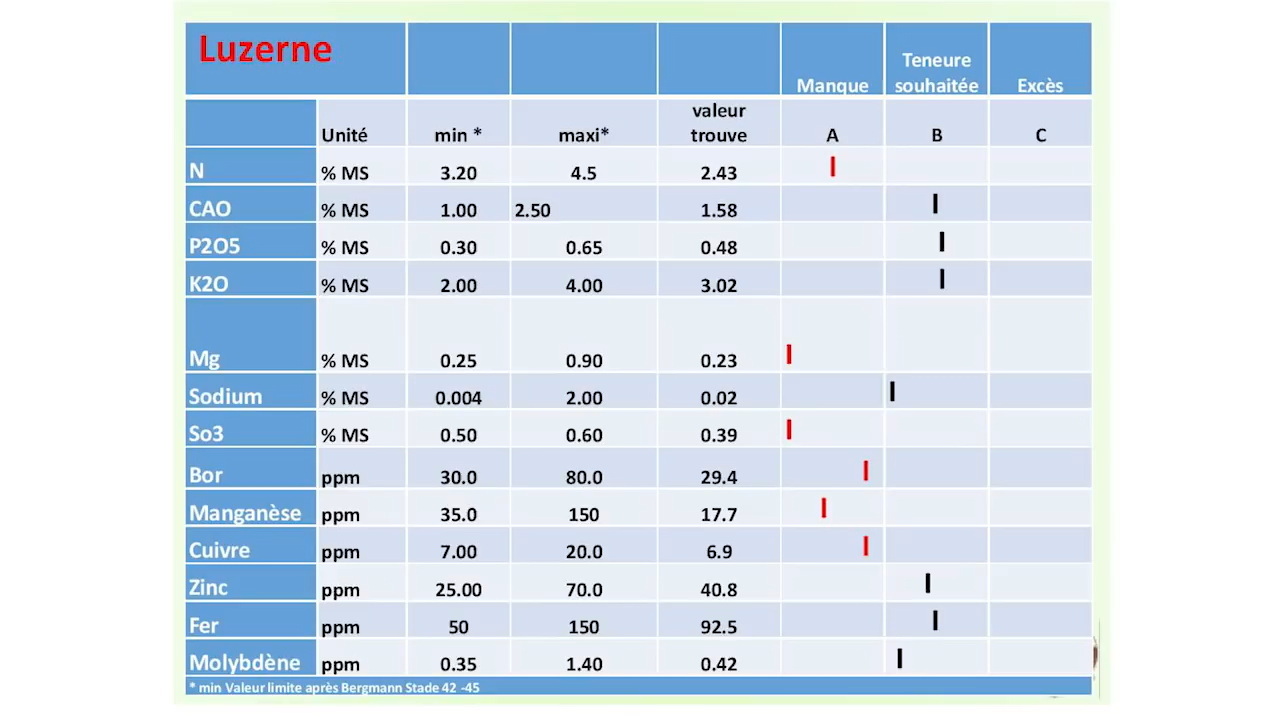 Luzerne Manque Teneure souhaitée Excès
Unité min * maxi* valeur trouve A B C
N % MS 3.20 4.5 2.43
CAO % MS 1.00 2.50 1.58
P2O5 % MS 0.30 0.65 0.48
K2O % MS 2.00 4.00 3.02
Mg % MS 0.25 0.90 0.23
Sodium % MS 0.004 2.00 0.02
So3 % MS 0.50 0.60 0.39
Bor ppm 30.0 80.0 29.4
Manganèse ppm 35.0 150 17.7
Cuivre ppm 7.00 20.0 6.9
Zinc ppm 25.00 70.0 40.8
Fer ppm 50 150 92.5
Molybdène ppm 0.35 1.40 0.42
* min Valeur limite après Bergmann Stade 42 -45